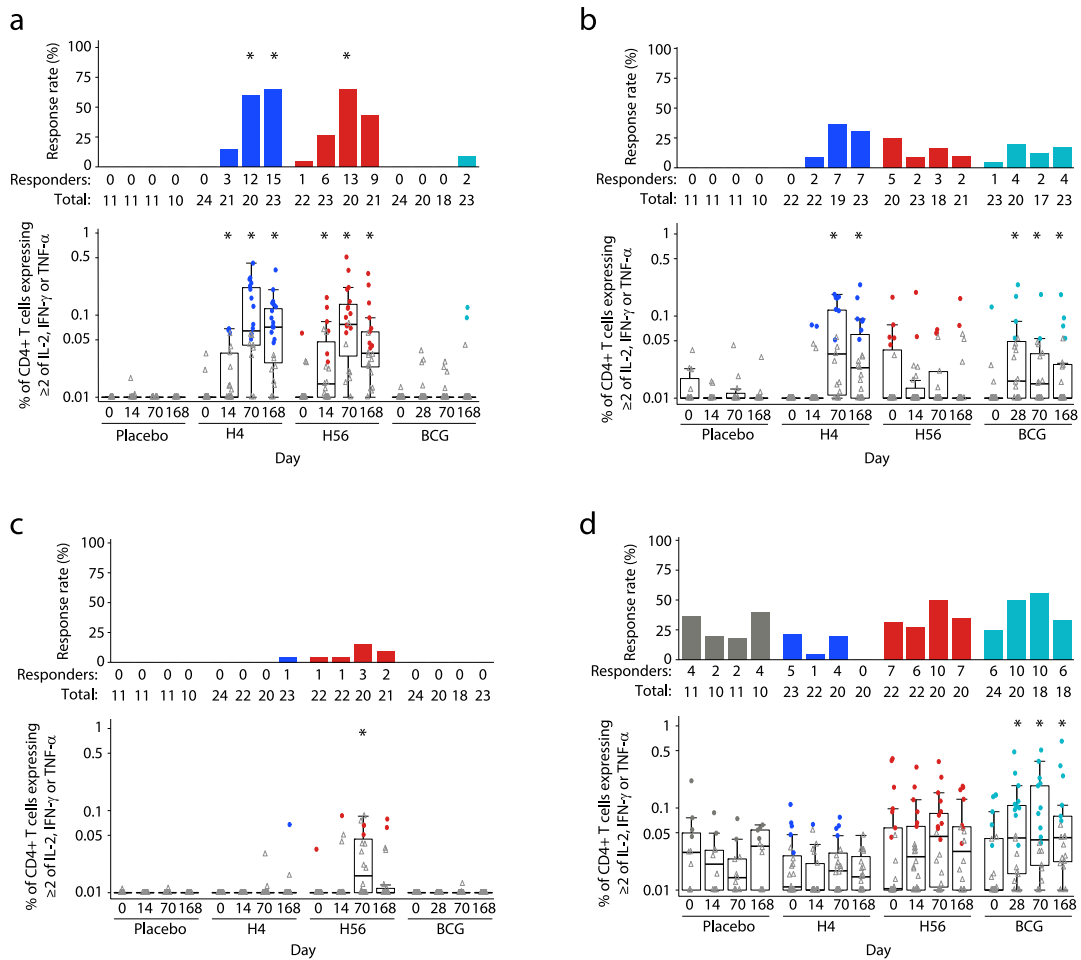 a
Response rate (%)
100
* * *
75
50
25
0
Responders: 0 0 0 0 0 3 12 15 1 6 13 9 0 0 0 2
Total: 11 11 11 10 24 21 20 23 22 23 20 21 24 20 18 23
% of CD4+ T cells expressing
≥2 of IL-2, IFN-γ or TNF-α
1
* * * * * *
0.5
0.1
0.05
0.01
0 14 70 168 0 14 70 168 0 14 70 168 0 28 70 168
Placebo H4 H56 BCG
Day
b
Response rate (%)
100
75
50
25
0
Responders: 0 0 0 0 0 2 7 7 5 2 3 2 1 4 2 4
Total: 11 11 11 10 22 22 19 23 20 23 18 21 23 20 17 23
% of CD4+ T cells expressing
≥2 of IL-2, IFN-γ or TNF-α
1
* * * * *
0.5
0.1
0.05
0.01
0 14 70 168 0 14 70 168 0 14 70 168 0 28 70 168
Placebo H4 H56 BCG
Day
c
Response rate (%)
100
75
50
25
0
Responders: 0 0 0 0 0 0 0 1 1 1 3 2 0 0 0 0
Total: 11 11 11 10 24 22 20 23 22 22 20 21 24 20 18 23
% of CD4+ T cells expressing
≥2 of IL-2, IFN-γ or TNF-α
1
*
0.5
0.1
0.05
0.01
0 14 70 168 0 14 70 168 0 14 70 168 0 28 70 168
Placebo H4 H56 BCG
Day
d
Response rate (%)
100
75
50
25
0
Responders: 4 2 2 4 5 1 4 0 7 6 10 7 6 10 10 6
Total: 11 10 11 10 23 22 20 20 22 22 20 20 24 20 18 18
% of CD4+ T cells expressing
≥2 of IL-2, IFN-γ or TNF-α
1
* * *
0.5
0.1
0.05
0.01
0 14 70 168 0 14 70 168 0 14 70 168 0 28 70 168
Placebo H4 H56 BCG
Day